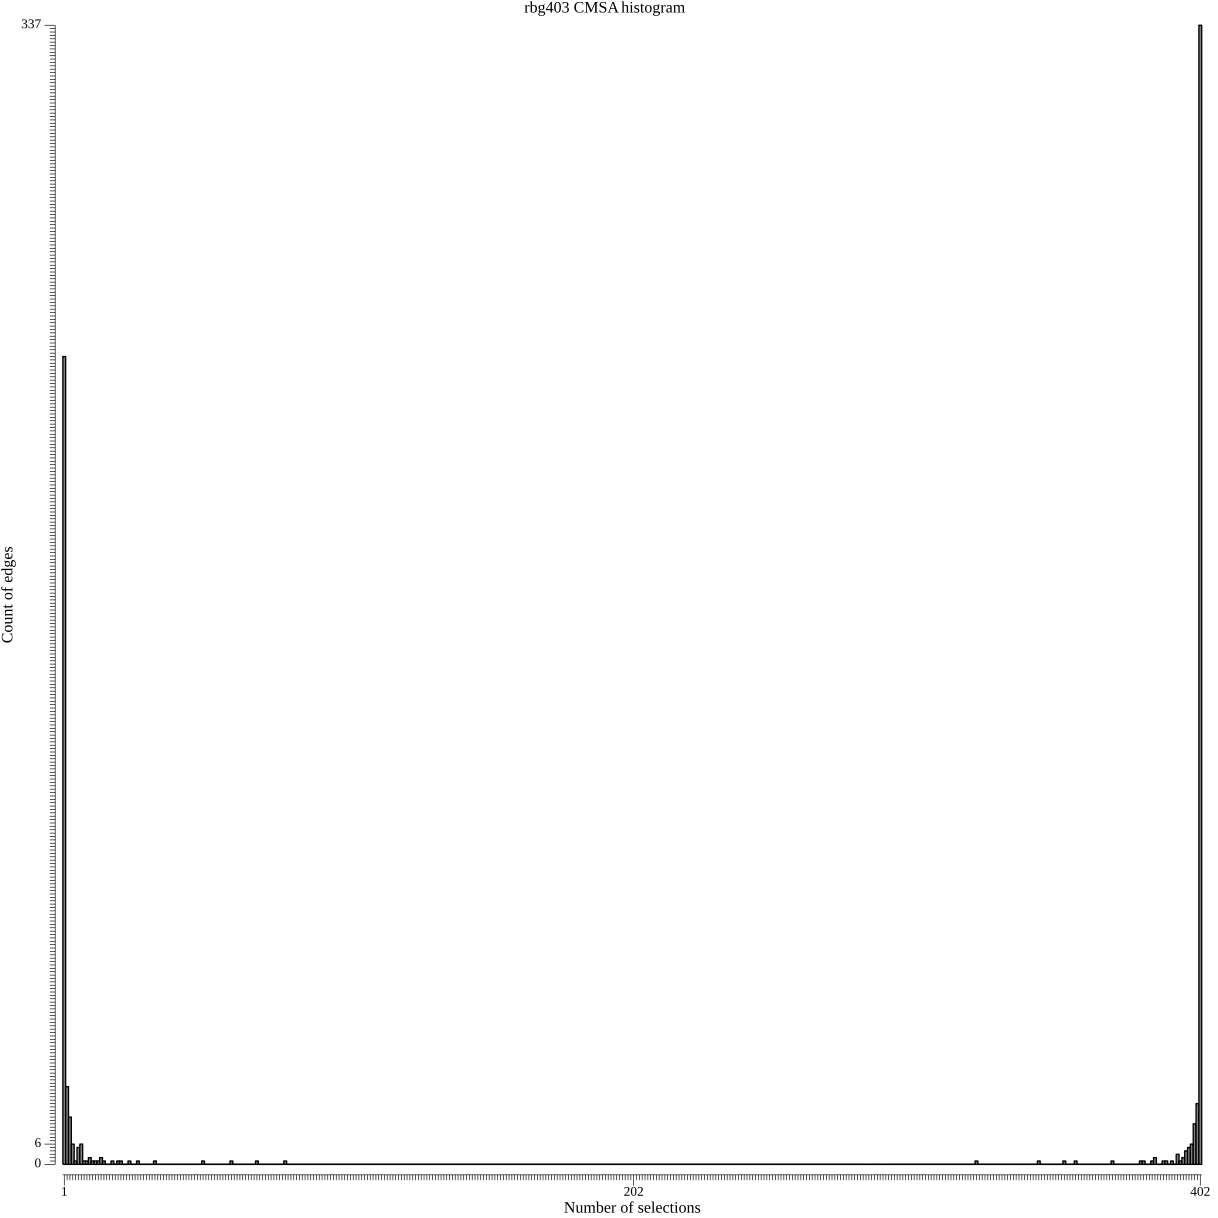 rbg403 CMSA histogram
337
Count of edges
6
0
1
202
402
Number of selections